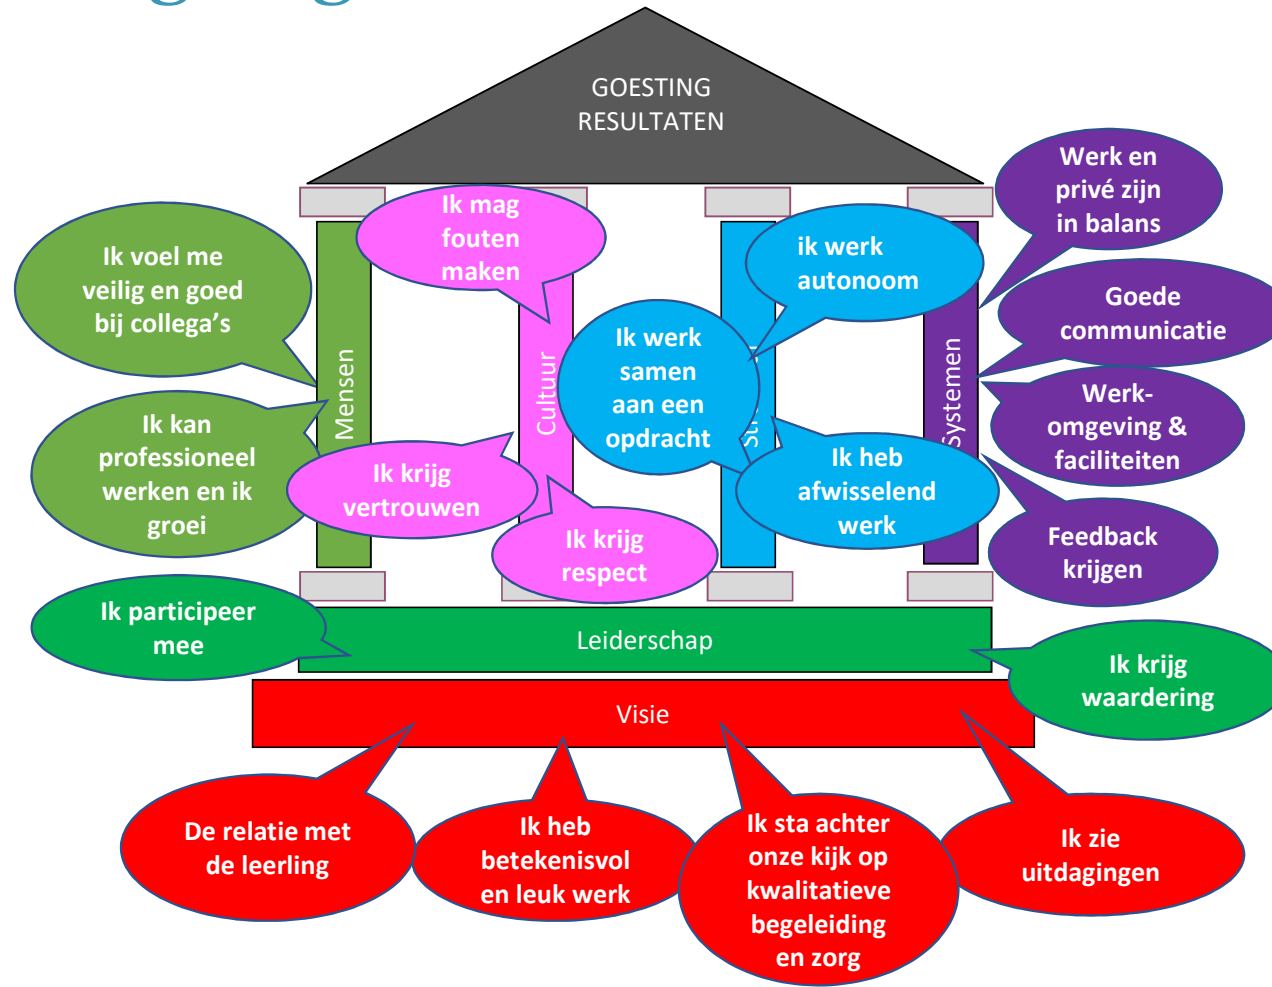 GOESTING
RESULTATEN
Werk en
privé zijn
in balans
Ik mag
fouten
maken
Ik voel me
veilig en goed
bij collega's
ik werk
autonoom
Goede
communicatie
Ik werk
samen
aan een
opdracht
Mensen
Cultuur
Systemen
Werk-
omgeving &
faciliteiten
Ik kan
professioneel
werken en ik
groei
Ik krijg
vertrouwen
Ik heb
afwisselend
werk
Ik krijg
respect
Feedback
krijgen
Ik participeer
mee
Leiderschap
Ik krijg
waardering
Visie
De relatie met
de leerling
Ik heb
betekenisvol
en leuk werk
Ik sta achter
onze kijk op
kwalitatieve
begeleiding
en zorg
Ik zie
uitdagingen